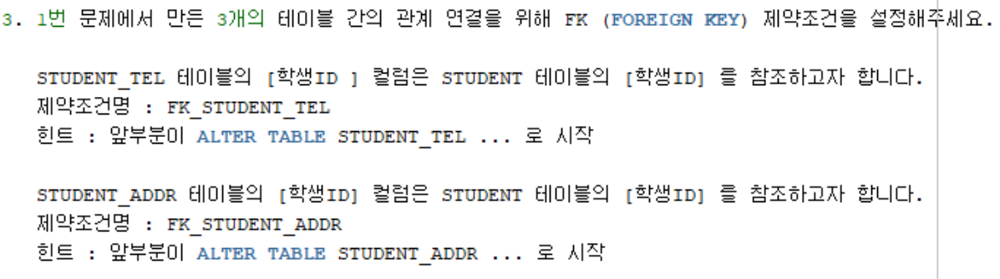 3. 1번 문제에서 만든 3개의 테이블 간의 관계 연결을 위해 FK (FOREIGN KEY) 제약조건을 설정해주세요.
STUDENT_TEL 테이블의 [학생ID ] 컬럼은 STUDENT 테이블의 [학생ID] 를 참조하고자 합니다.
제약조건명 : FK_STUDENT_TEL
힌트 : 앞부분이 ALTER TABLE STUDENT_TEL ... 로 시작
STUDENT_ADDR 테이블의 [학생ID] 컬럼은 STUDENT 테이블의 [학생ID] 를 참조하고자 합니다.
제약조건명 : FK_STUDENT_ADDR
힌트 : 앞부분이 ALTER TABLE STUDENT_ADDR ... 로 시작